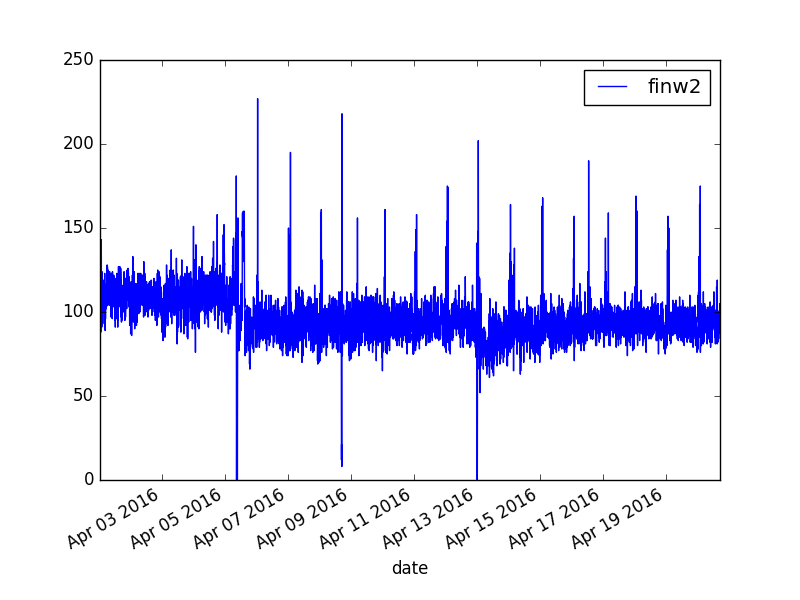 250
finw2
200
150
100
50
0
Apr 03 2016
Apr 05 2016
Apr 07 2016
Apr 09 2016
Apr 11 2016
Apr 13 2016
Apr 15 2016
Apr 17 2016
Apr 19 2016
date